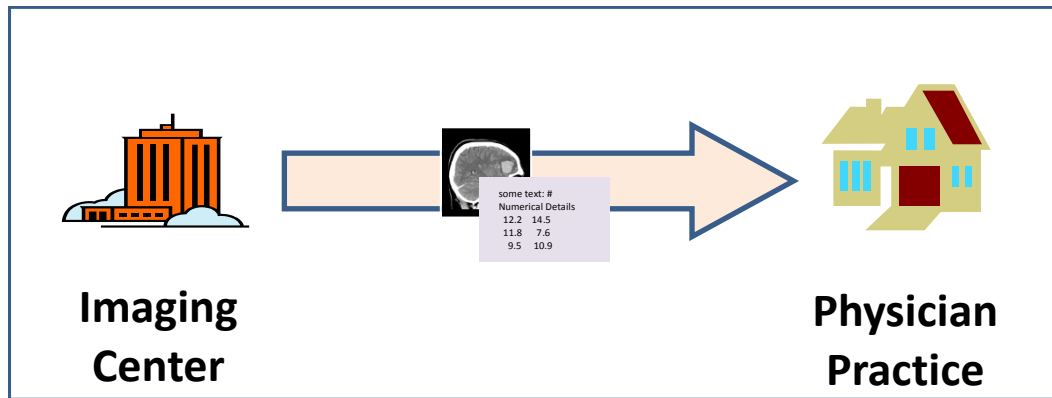 some text: #
Numerical Details
12.2 14.5
11.8 7.6
9.5 10.9
Imaging
Center
Physician
Practice